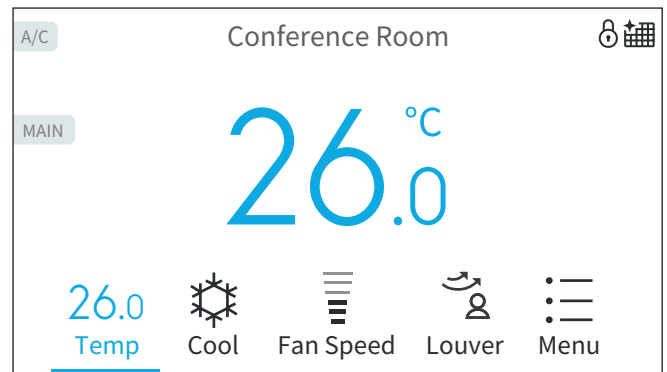 A/C
Conference Room
MAIN
26.0 °C
26.0
Temp
Cool
Fan Speed
Louver
Menu